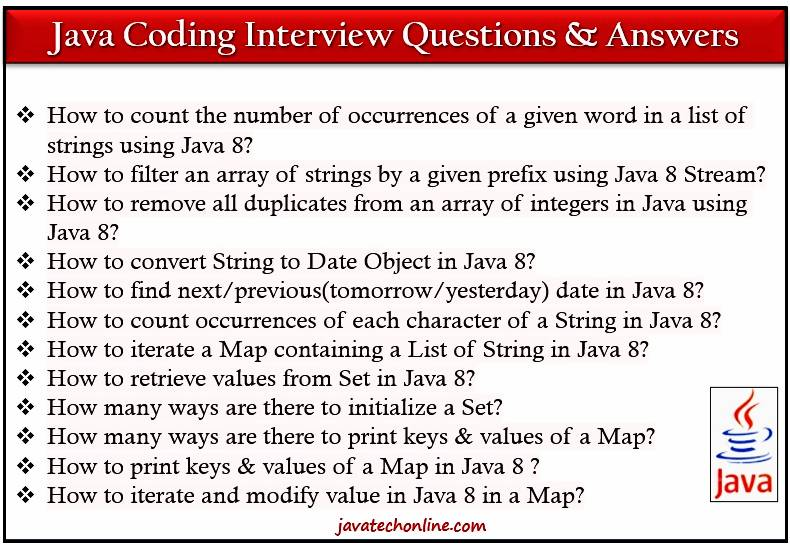 Java Coding Interview Questions & Answers
❖ How to count the number of occurrences of a given word in a list of
strings using Java 8?
❖ How to filter an array of strings by a given prefix using Java 8 Stream?
❖ How to remove all duplicates from an array of integers in Java using
Java 8?
❖ How to convert String to Date Object in Java 8?
❖ How to find next/previous(tomorrow/yesterday) date in Java 8?
❖ How to count occurrences of each character of a String in Java 8?
❖ How to iterate a Map containing a List of String in Java 8?
❖ How to retrieve values from Set in Java 8?
❖ How many ways are there to initialize a Set?
❖ How many ways are there to print keys & values of a Map?
❖ How to print keys & values of a Map in Java 8 ?
❖ How to iterate and modify value in Java 8 in a Map?
Java
javatechonline.com